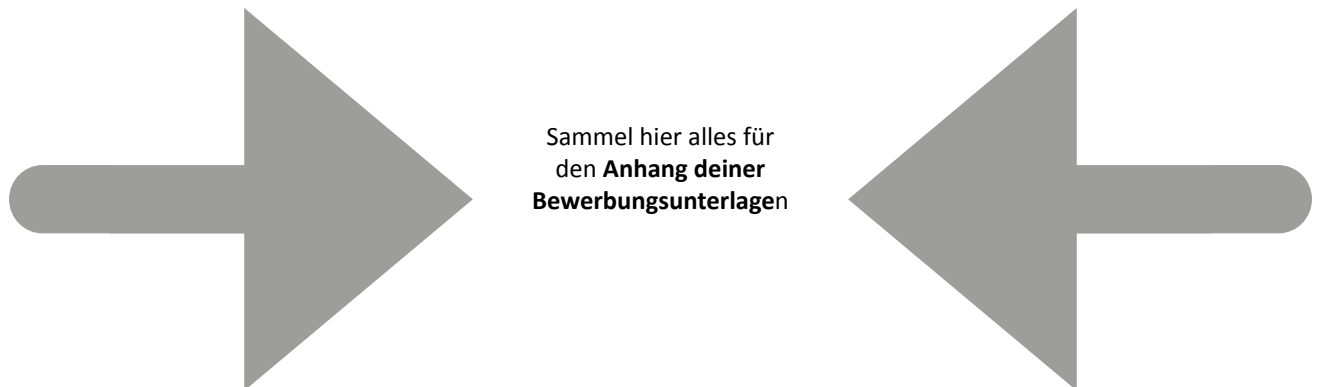 Sammel hier alles für
den Anhang deiner
Bewerbungsunterlagen